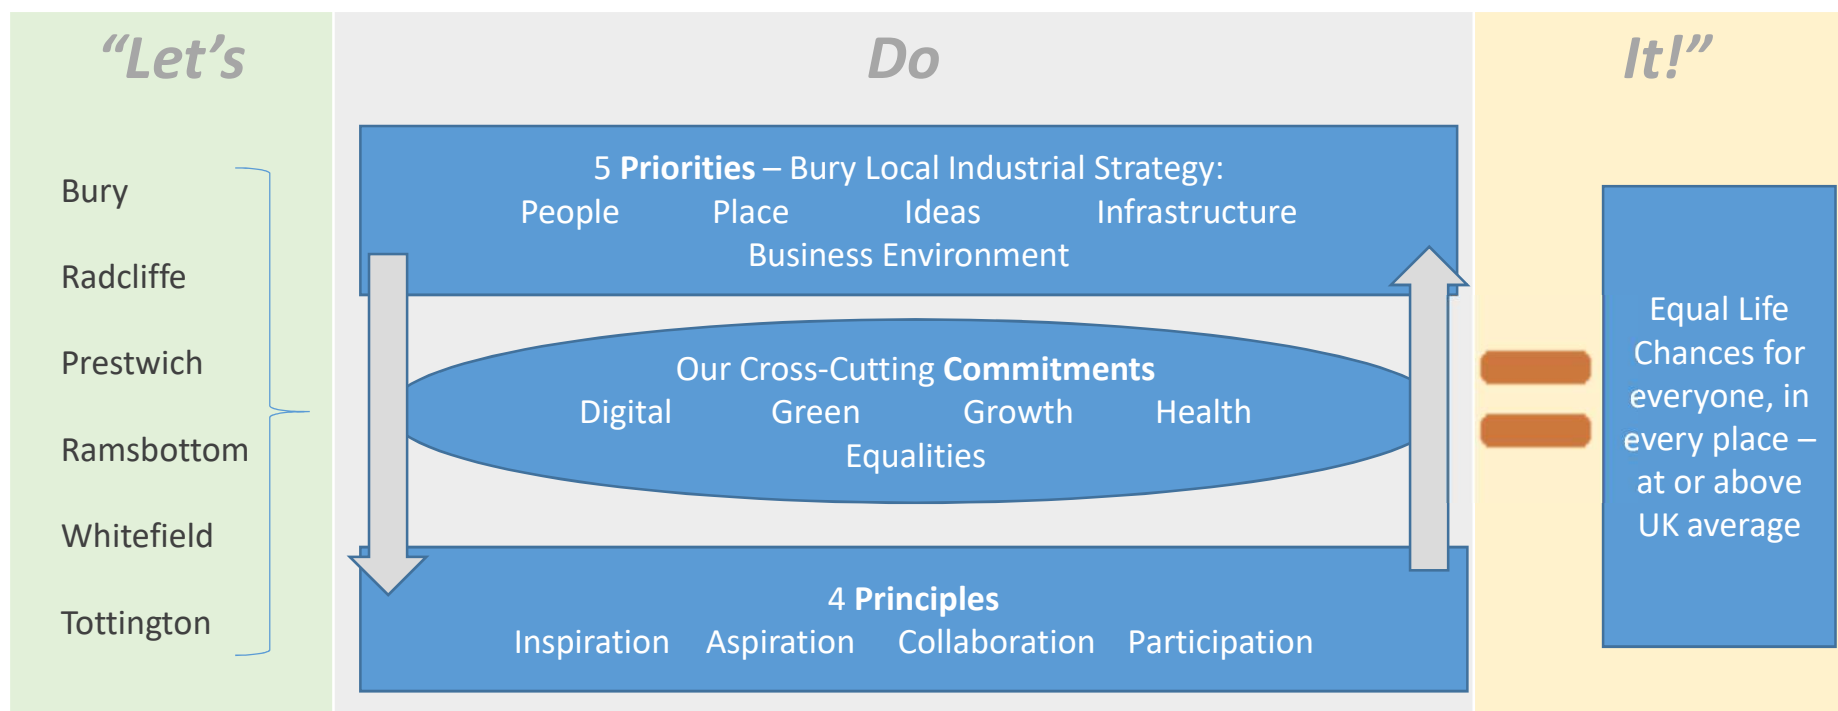 “Let’s
Do
It!”
Bury
Radcliffe
Prestwich
Ramsbottom
Whitefield
Tottington
5 Priorities – Bury Local Industrial Strategy:
People Place Ideas Infrastructure
Business Environment
Our Cross-Cutting Commitments
Digital Green Growth Health
Equalities
4 Principles
Inspiration Aspiration Collaboration Participation
Equal Life
Chances for
everyone, in
every place –
at or above
UK average